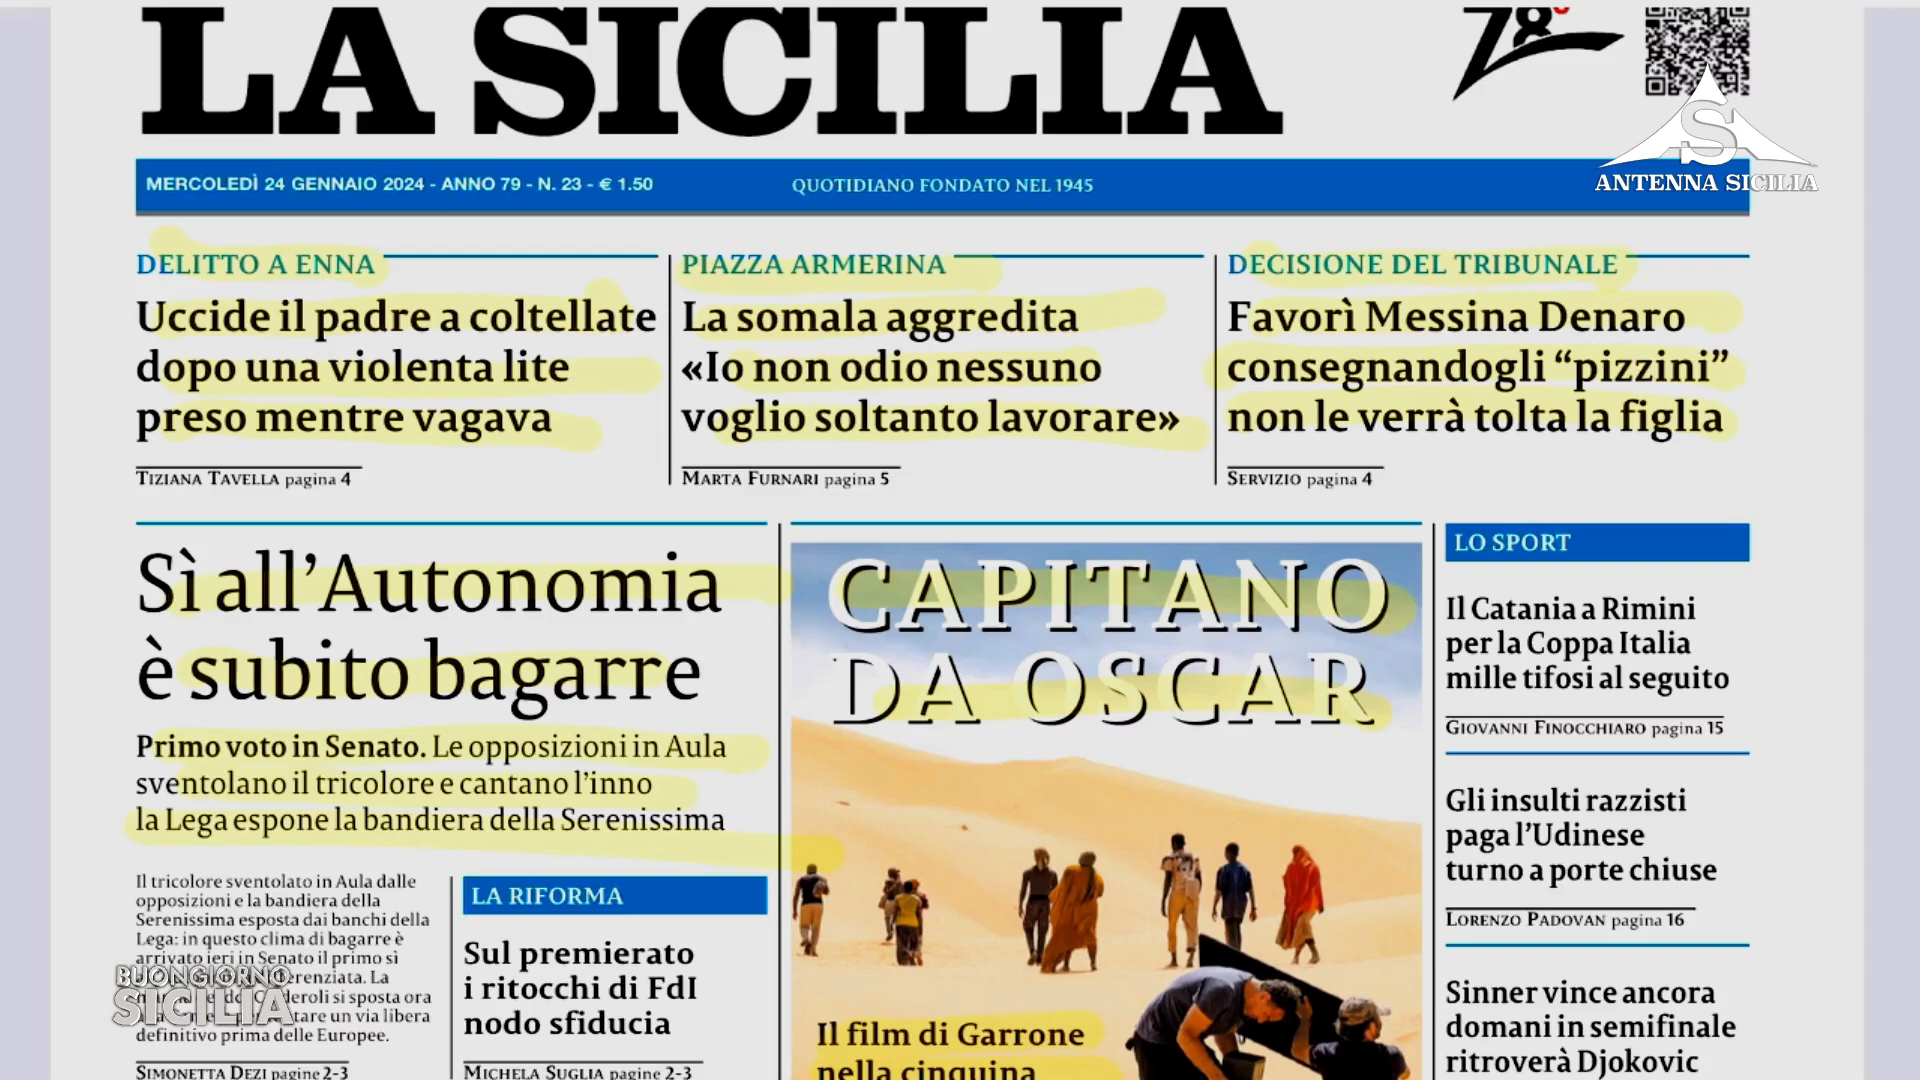 LA SICILIA
78°
ANTENNA SICILIA
MERCOLEDÌ 24 GENNAIO 2024 - ANNO 79 - N. 23 - € 1.50
QUOTIDIANO FONDATO NEL 1945
DELITTO A ENNA
Uccide il padre a coltellate
dopo una violenta lite
preso mentre vagava
TIZIANA TAVELLA pagina 4
PIAZZA ARMERINA
La somala aggredita
«Io non odio nessuno
voglio soltanto lavorare»
MARTA FURNARI pagina 5
DECISIONE DEL TRIBUNALE
Favorì Messina Denaro
consegnandogli “pizzini”
non le verrà tolta la figlia
SERVIZIO pagina 4
Sì all’Autonomia
è subito bagarre
Primo voto in Senato. Le opposizioni in Aula
sventolano il tricolore e cantano l’inno
la Lega espone la bandiera della Serenissima
Il tricolore sventolato in Aula dalle
opposizioni e la bandiera della
Serenissima esposta dai banchi della
Lega: in questo clima di bagarre è
arrivato ieri in Senato il primo sì
si sposta ora
un via libera
definitivo prima delle Europee.
SIMONETTA DEZI pagine 2-3
BUONGIORNO
SICILIA
LA RIFORMA
Sul premierato
i ritocchi di FdI
nodo sfiducia
MICHELA SUGLIA pagine 2-3
CAPITANO
DA OSCAR
Il film di Garrone
nella cinquina
LO SPORT
Il Catania a Rimini
per la Coppa Italia
mille tifosi al seguito
GIOVANNI FINOCCHIARO pagina 15
Gli insulti razzisti
paga l’Udinese
turno a porte chiuse
LORENZO PADOVAN pagina 16
Sinner vince ancora
domani in semifinale
ritroverà Djokovic